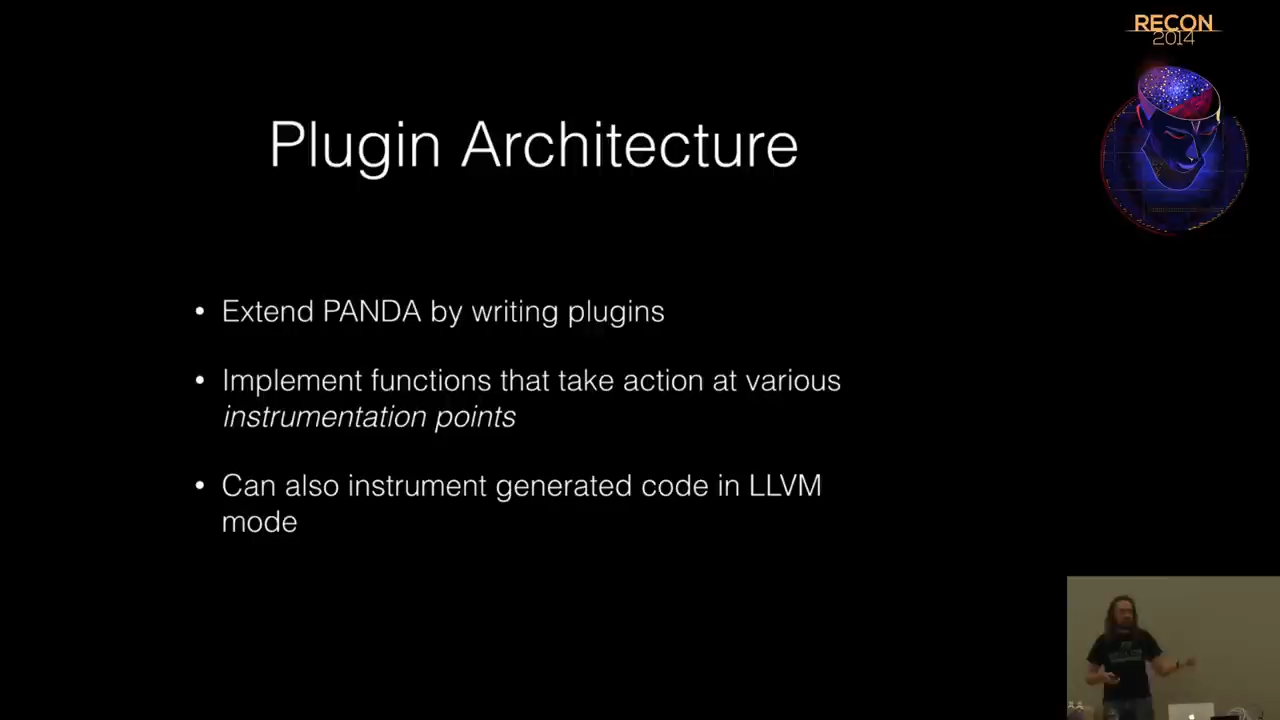 RECON
2014
Plugin Architecture
• Extend PANDA by writing plugins
• Implement functions that take action at various
instrumentation points
• Can also instrument generated code in LLVM
mode